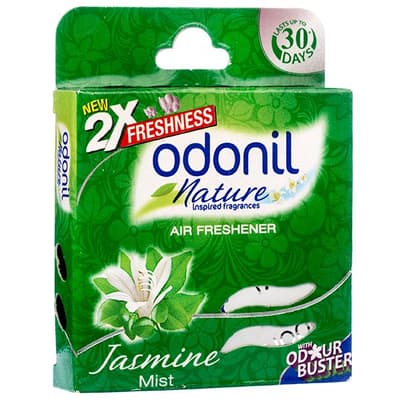 LASTS UP TO
30
DAYS
NEW
2X FRESHNESS
odonil
Nature
inspired fragrances
AIR FRESHENER
Jasmine
Mist
WITH
ODOUR
BUSTER